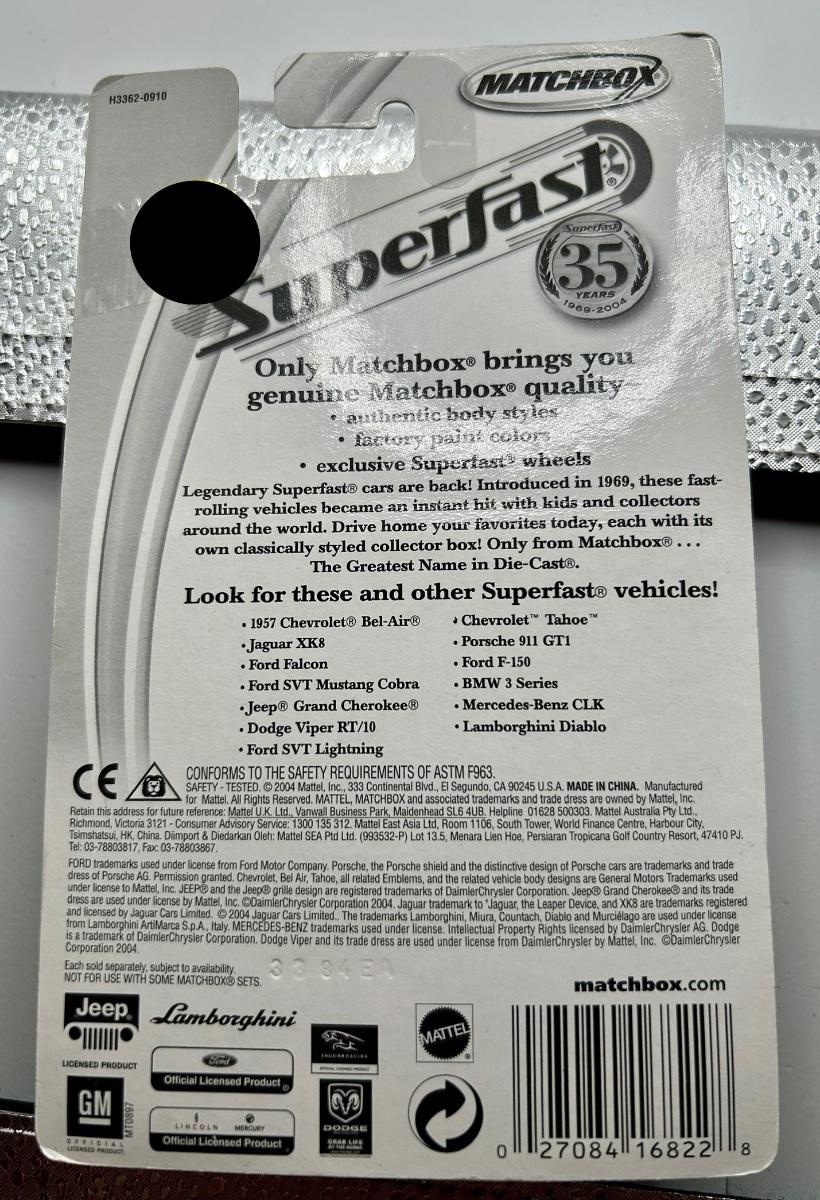 H3362-0910
MATCHBOX®
Superfast®
Superfast
35
YEARS
1969-2004
Only Matchbox® brings you
genuine Matchbox® quality
• authentic body styles
• factory paint colors
• exclusive Superfast® wheels
Legendary Superfast® cars are back! Introduced in 1969, these fast-
rolling vehicles became an instant hit with kids and collectors
around the world. Drive home your favorites today, each with its
own classically styled collector box! Only from Matchbox® . . .
The Greatest Name in Die-Cast®.
Look for these and other Superfast® vehicles!
• 1957 Chevrolet® Bel-Air®
• Jaguar XK8
• Ford Falcon
• Ford SVT Mustang Cobra
• Jeep® Grand Cherokee®
• Dodge Viper RT/10
• Ford SVT Lightning
• Chevrolet™ Tahoe™
• Porsche 911 GT1
• Ford F-150
• BMW 3 Series
• Mercedes-Benz CLK
• Lamborghini Diablo
CE
CONFORMS TO THE SAFETY REQUIREMENTS OF ASTM F963.
SAFETY - TESTED. © 2004 Mattel, Inc., 333 Continental Blvd., El Segundo, CA 90245 U.S.A. MADE IN CHINA. Manufactured
for Mattel. All Rights Reserved. MATTEL, MATCHBOX and associated trademarks and trade dress are owned by Mattel, Inc.
Retain this address for future reference: Mattel U.K. Ltd., Vanwall Business Park, Maidenhead SL6 4UB. Helpline 01628 500303. Mattel Australia Pty Ltd.,
Richmond, Victoria 3121 - Consumer Advisory Service: 1300 135 312. Mattel East Asia Ltd, Room 1106, South Tower, World Finance Centre, Harbour City,
Tsimshatsui, HK, China. Diimport & Diedarkan Oleh: Mattel SEA Ptd Ltd. (993532-P) Lot 13.5, Menara Lien Hoe, Persiaran Tropicana Golf Country Resort, 47410 PJ.
Tel: 03-78803817, Fax: 03-78803867.
FORD trademarks used under license from Ford Motor Company. Porsche, the Porsche shield and the distinctive design of Porsche cars are trademarks and trade
dress of Porsche AG. Permission granted. Chevrolet, Bel Air, Tahoe, all related Emblems, and the related vehicle body designs are General Motors Trademarks used
under license to Mattel, Inc. JEEP® and the Jeep® grille design are registered trademarks of DaimlerChrysler Corporation. Jeep® Grand Cherokee® and its trade
dress are used under license by Mattel, Inc. ©DaimlerChrysler Corporation 2004. Jaguar trademark to "Jaguar, the Leaper Device, and XK8 are trademarks registered
and licensed by Jaguar Cars Limited. © 2004 Jaguar Cars Limited.. The trademarks Lamborghini, Miura, Countach, Diablo and Murciélago are used under license
from Lamborghini ArtiMarca S.p.A., Italy. MERCEDES-BENZ trademarks used under license. Intellectual Property Rights licensed by DaimlerChrysler AG. Dodge
is a trademark of DaimlerChrysler Corporation. Dodge Viper and its trade dress are used under license from DaimlerChrysler by Mattel, Inc. ©DaimlerChrysler
Corporation 2004.
Each sold separately, subject to availability.
NOT FOR USE WITH SOME MATCHBOX® SETS.
33 84EA
matchbox.com
Jeep®
LICENSED PRODUCT
Lamborghini
Ford
Official Licensed Product
JAGUAR RACING
OFFICIAL LICENSED PRODUCT
MATTEL®
GM
OFFICIAL
LICENSED PRODUCT
MT0897
LINCOLN MERCURY
Official Licensed Product
DODGE
GRAB LIFE
BY THE HORNS
0 27084 16822 8